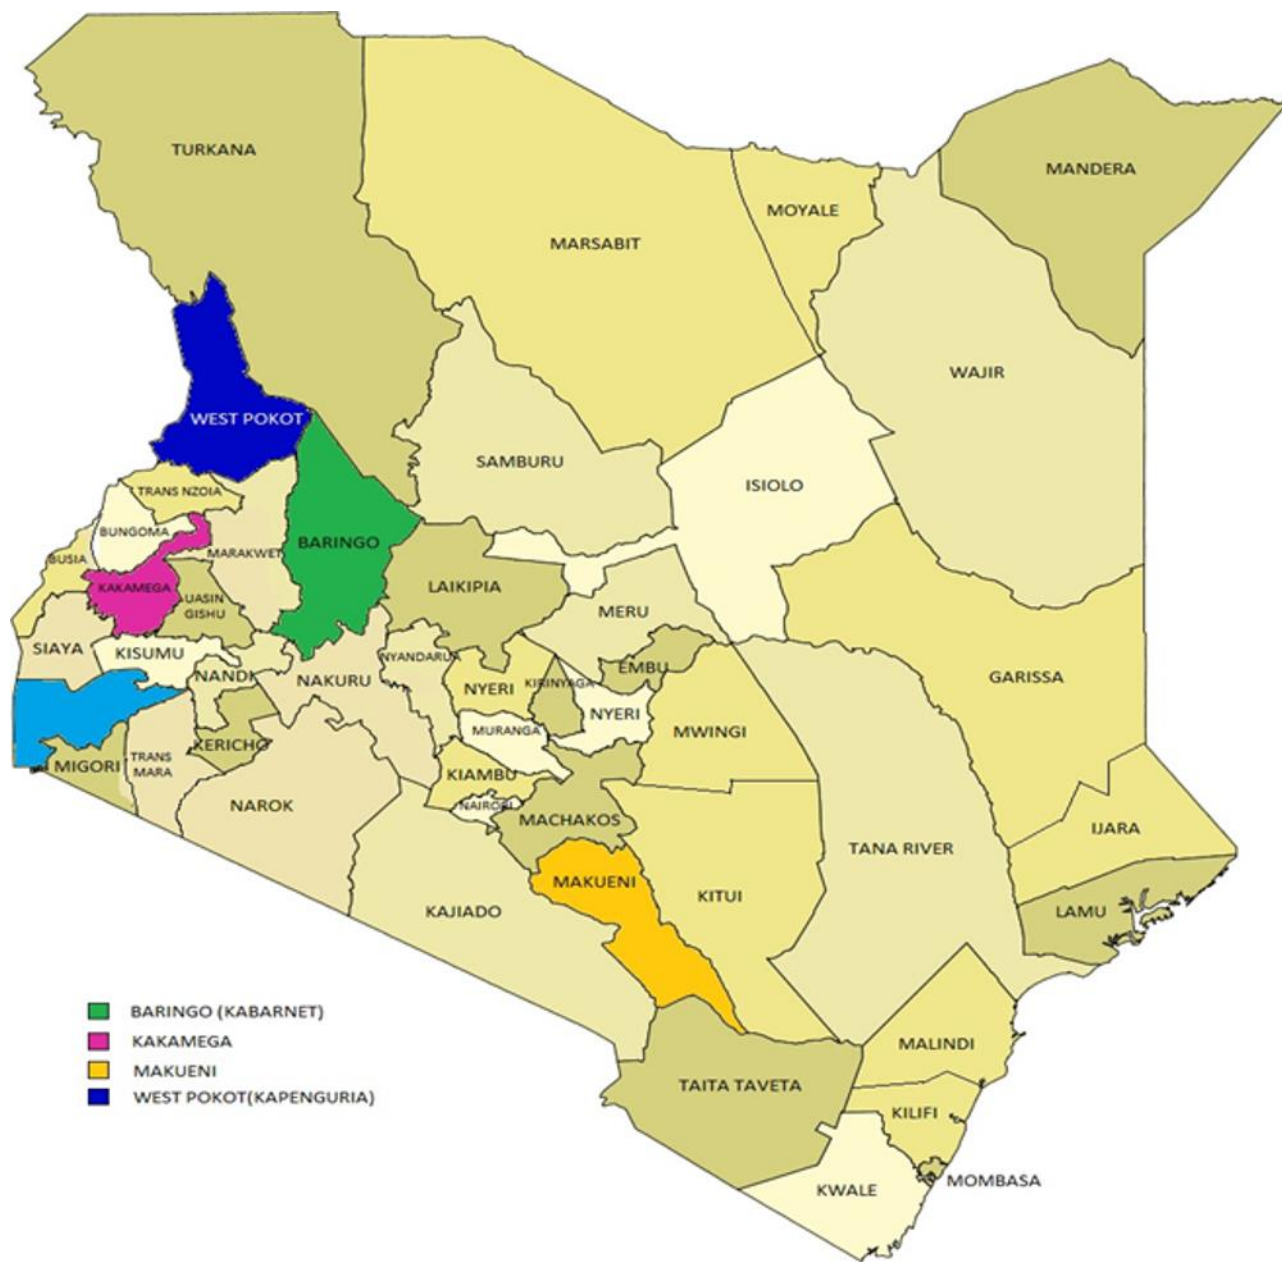 TURKANA
MANDERA
MOYALE
MARSABIT
WAJIR
WEST POKOT
SAMBURU
ISIOLO
TRANS NZOIA
BUNGOMA
BARINGO
MARAKWET
BUSIA
KAKAMEGA
LAIKIPIA
UASIN
GISHU
MERU
SIAYA
KISUMU
NYANDARUA
EMBU
NANDI
NAKURU
NYERI
KIRINYAGA
GARISSA
NYERI
MURANGA
MWINGI
KERICHO
MIGORI
TRANS
MARA
KIAMBU
NAROK
NAIROBI
MACHAKOS
IJARA
TANA RIVER
MAKUENI
KITUI
KAJIADO
LAMU
BARINGO (KABARNET)
KAKAMEGA
MAKUENI
WEST POKOT(KAPENGURIA)
MALINDI
TAITA TAVETA
KILIFI
MOMBASA
KWALE